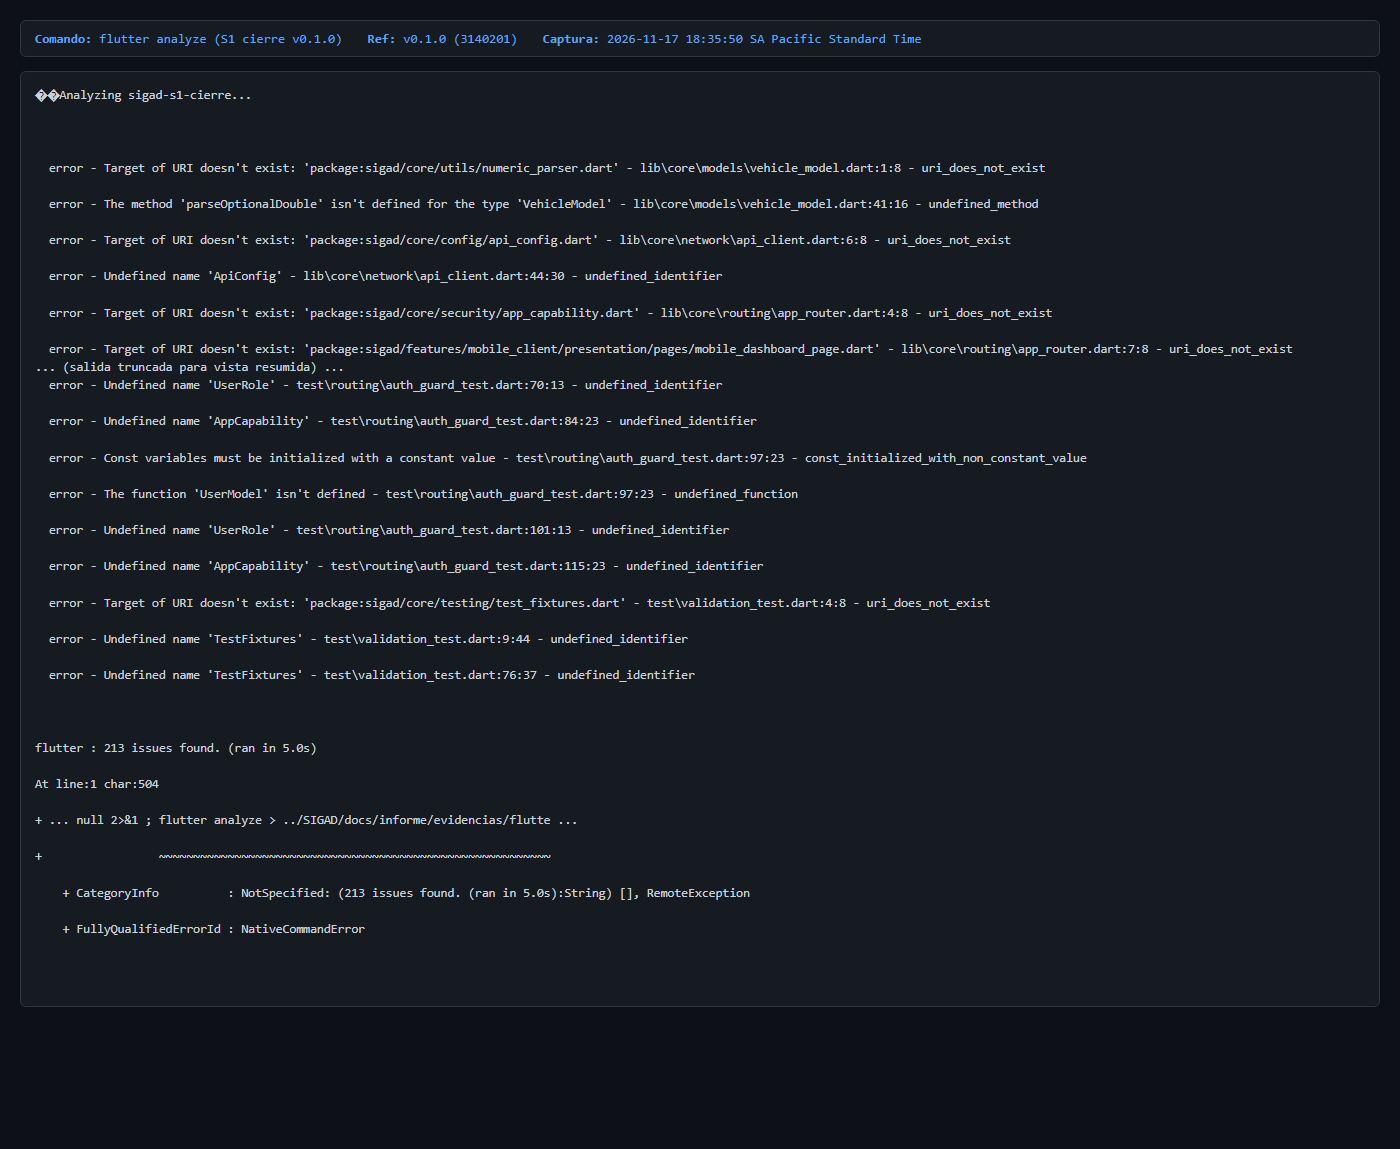 Comando: flutter analyze (S1 cierre v0.1.0) Ref: v0.1.0 (3140201) Captura: 2026-11-17 18:35:50 SA Pacific Standard Time
��Analyzing sigad-s1-cierre...
error - Target of URI doesn't exist: 'package:sigad/core/utils/numeric_parser.dart' - lib\core\models\vehicle_model.dart:1:8 - uri_does_not_exist
error - The method 'parseOptionalDouble' isn't defined for the type 'VehicleModel' - lib\core\models\vehicle_model.dart:41:16 - undefined_method
error - Target of URI doesn't exist: 'package:sigad/core/config/api_config.dart' - lib\core\network\api_client.dart:6:8 - uri_does_not_exist
error - Undefined name 'ApiConfig' - lib\core\network\api_client.dart:44:30 - undefined_identifier
error - Target of URI doesn't exist: 'package:sigad/core/security/app_capability.dart' - lib\core\routing\app_router.dart:4:8 - uri_does_not_exist
error - Target of URI doesn't exist: 'package:sigad/features/mobile_client/presentation/pages/mobile_dashboard_page.dart' - lib\core\routing\app_router.dart:7:8 - uri_does_not_exist
... (salida truncada para vista resumida) ...
error - Undefined name 'UserRole' - test\routing\auth_guard_test.dart:70:13 - undefined_identifier
error - Undefined name 'AppCapability' - test\routing\auth_guard_test.dart:84:23 - undefined_identifier
error - Const variables must be initialized with a constant value - test\routing\auth_guard_test.dart:97:23 - const_initialized_with_non_constant_value
error - The function 'UserModel' isn't defined - test\routing\auth_guard_test.dart:97:23 - undefined_function
error - Undefined name 'UserRole' - test\routing\auth_guard_test.dart:101:13 - undefined_identifier
error - Undefined name 'AppCapability' - test\routing\auth_guard_test.dart:115:23 - undefined_identifier
error - Target of URI doesn't exist: 'package:sigad/core/testing/test_fixtures.dart' - test\validation_test.dart:4:8 - uri_does_not_exist
error - Undefined name 'TestFixtures' - test\validation_test.dart:9:44 - undefined_identifier
error - Undefined name 'TestFixtures' - test\validation_test.dart:76:37 - undefined_identifier
flutter : 213 issues found. (ran in 5.0s)
At line:1 char:504
+ ... null 2>&1 ; flutter analyze > ../SIGAD/docs/informe/evidencias/flutte ...
+ ~~~~~~~~~~~~~~~~~~~~~~~~~~~~~~~~~~~~~~~~~~~~~~~~~~~~~~~~~
+ CategoryInfo : NotSpecified: (213 issues found. (ran in 5.0s):String) [], RemoteException
+ FullyQualifiedErrorId : NativeCommandError